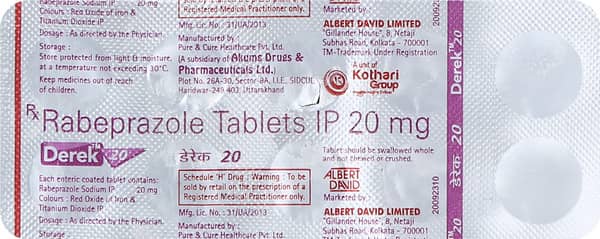 Rabeprazole Sodium IP ... 20 mg
Colours : Red Oxide of Iron &
Titanium Dioxide IP
Dosage : As directed by the Physician.
Storage :
Store protected from light & moisture,
at a temperature not exceeding 30°C.
Keep medicines out of reach
of children.
Registered Medical Practitioner only.
Mfg. Lic. No. : 31/UA/2013
Manufactured by
Pure & Cure Healthcare Pvt. Ltd.
(A subsidiary of Akums Drugs &
Pharmaceuticals Ltd.)
Plot No. 26A-30, Sector-8A, I.I.E., SIDCUL,
Haridwar-249 403, Uttarakhand
Marketed by :
ALBERT DAVID LIMITED
"Gillander House", 8, Netaji
Subhas Road, Kolkata - 700001
TM-Trademark Under Registration
A unit of
Kothari
Group
20092310
Derek™ 20
Rx Rabeprazole Tablets IP 20 mg
Derek™ 20
डेरेक 20
Tablet should be swallowed whole
and not chewed or crushed.
Each enteric coated tablet contains:
Rabeprazole Sodium IP ... 20 mg
Colours : Red Oxide of Iron &
Titanium Dioxide IP
Dosage : As directed by the Physician.
Storage :
Schedule 'H' Drug : Warning : To be
sold by retail on the prescription of a
Registered Medical Practitioner only.
Mfg. Lic. No. : 31/UA/2013
Manufactured by
Pure & Cure Healthcare Pvt. Ltd.
ALBERT
DAVID
Marketed by :
ALBERT DAVID LIMITED
"Gillander House", 8, Netaji
Subhas Road, Kolkata - 700001
TM-Trademark Under Registration
20092310
डेरेक 20
Derek™ 20